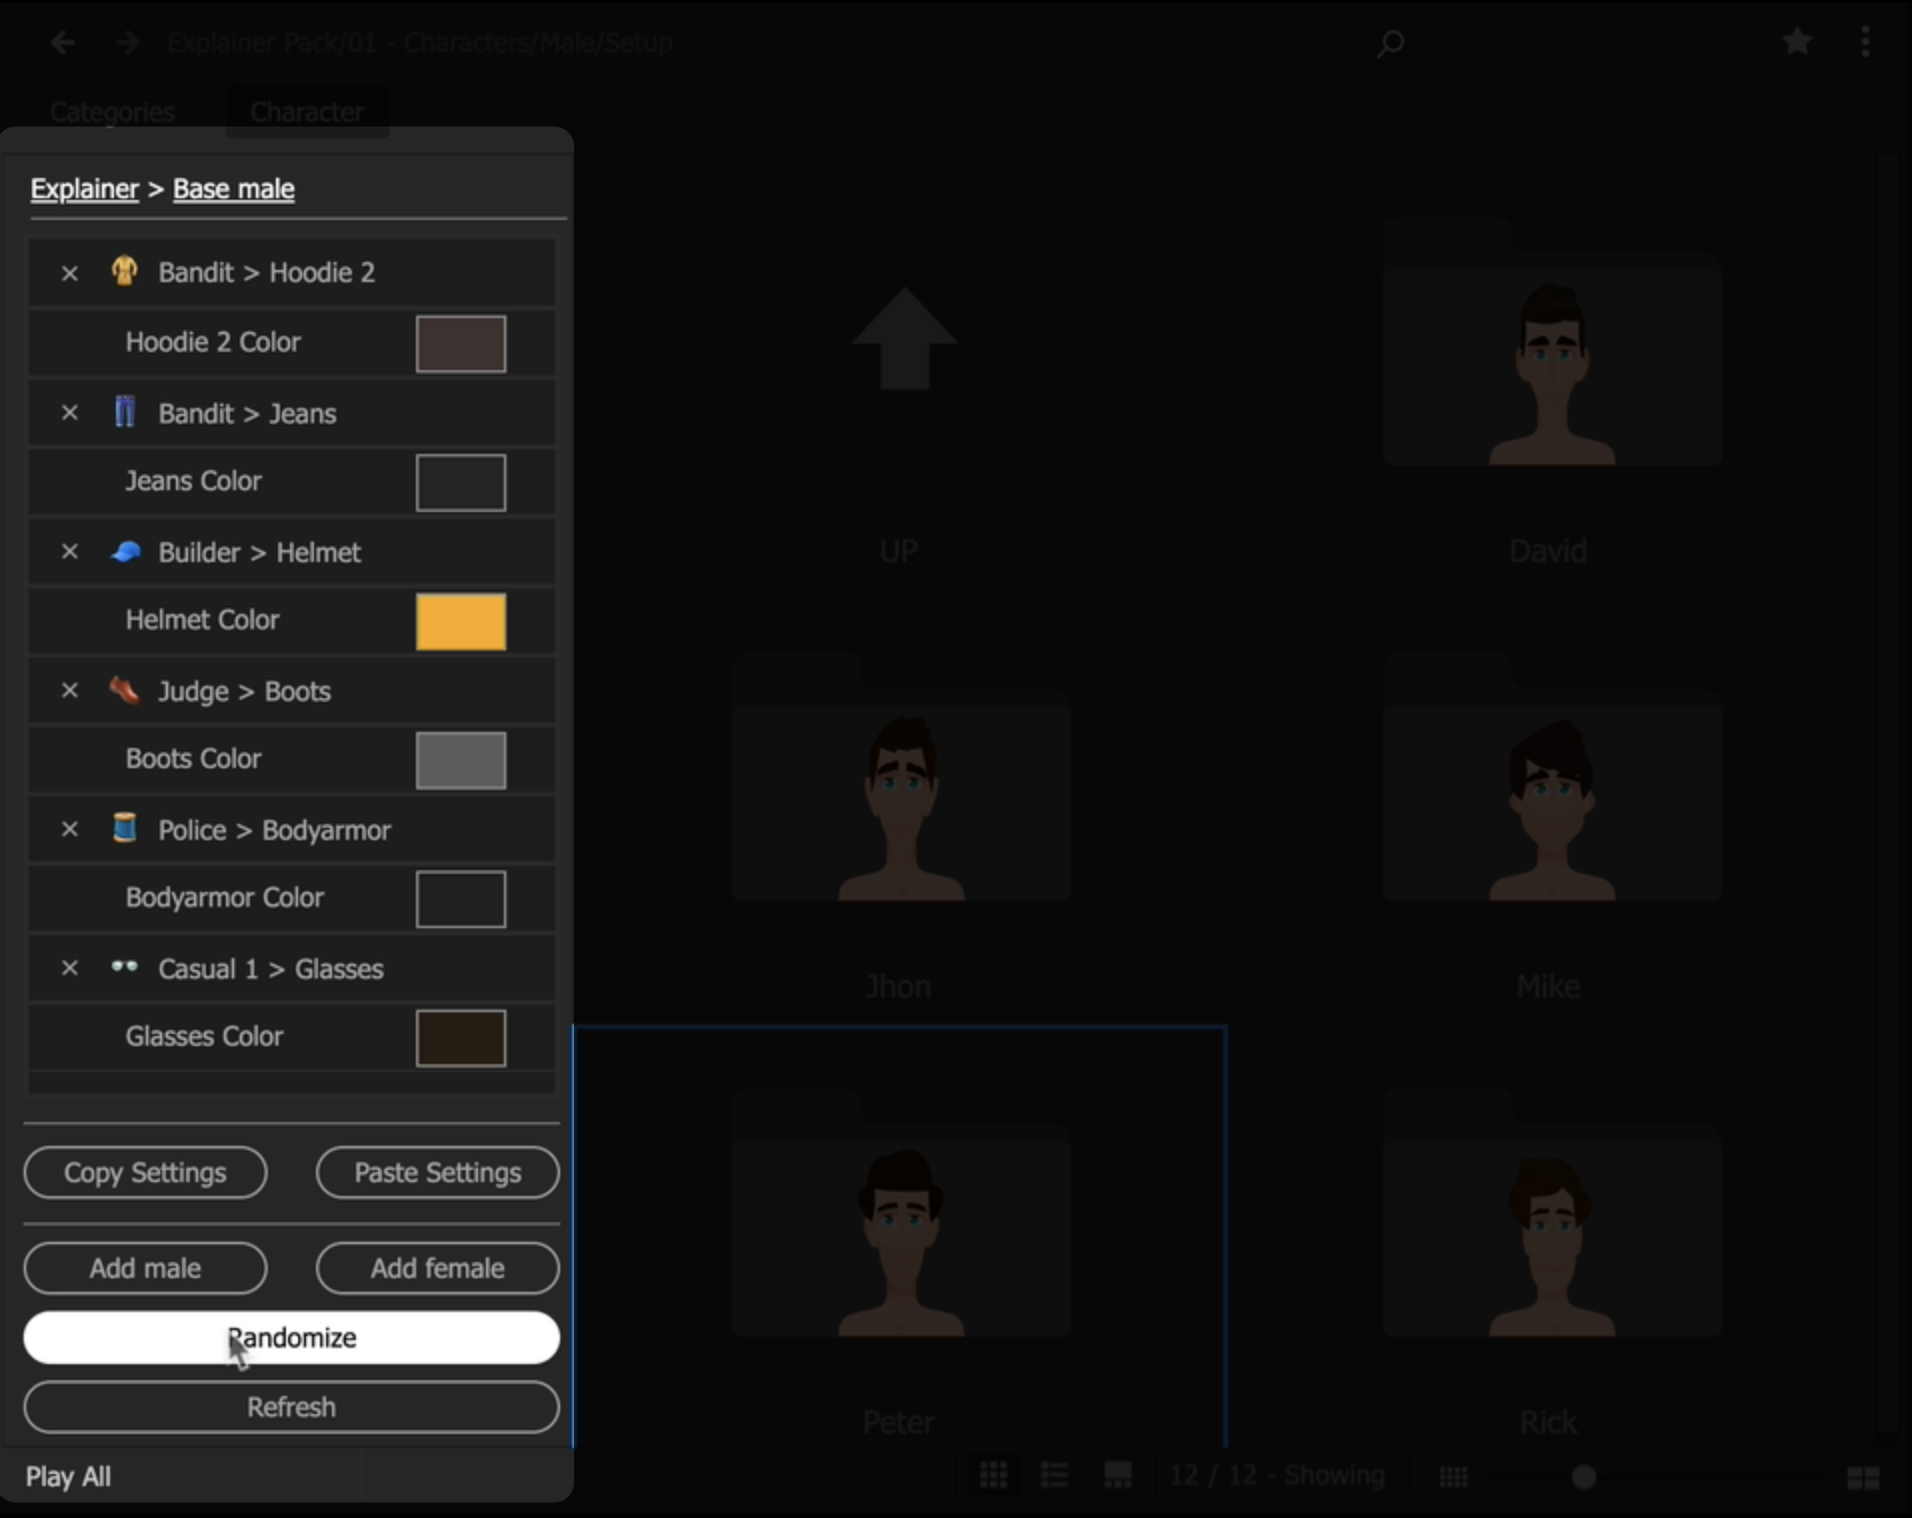 Explainer Pack/01 - Characters/Male/Setup
Categories
Character
Explainer > Base male
Bandit > Hoodie 2
Hoodie 2 Color
Bandit > Jeans
Jeans Color
Builder > Helmet
Helmet Color
Judge > Boots
Boots Color
Police > Bodyarmor
Bodyarmor Color
Casual 1 > Glasses
Glasses Color
Copy Settings
Paste Settings
Add male
Add female
Randomize
Refresh
Play All
UP
David
Jhon
Mike
Peter
Rick
12 / 12 - Showing